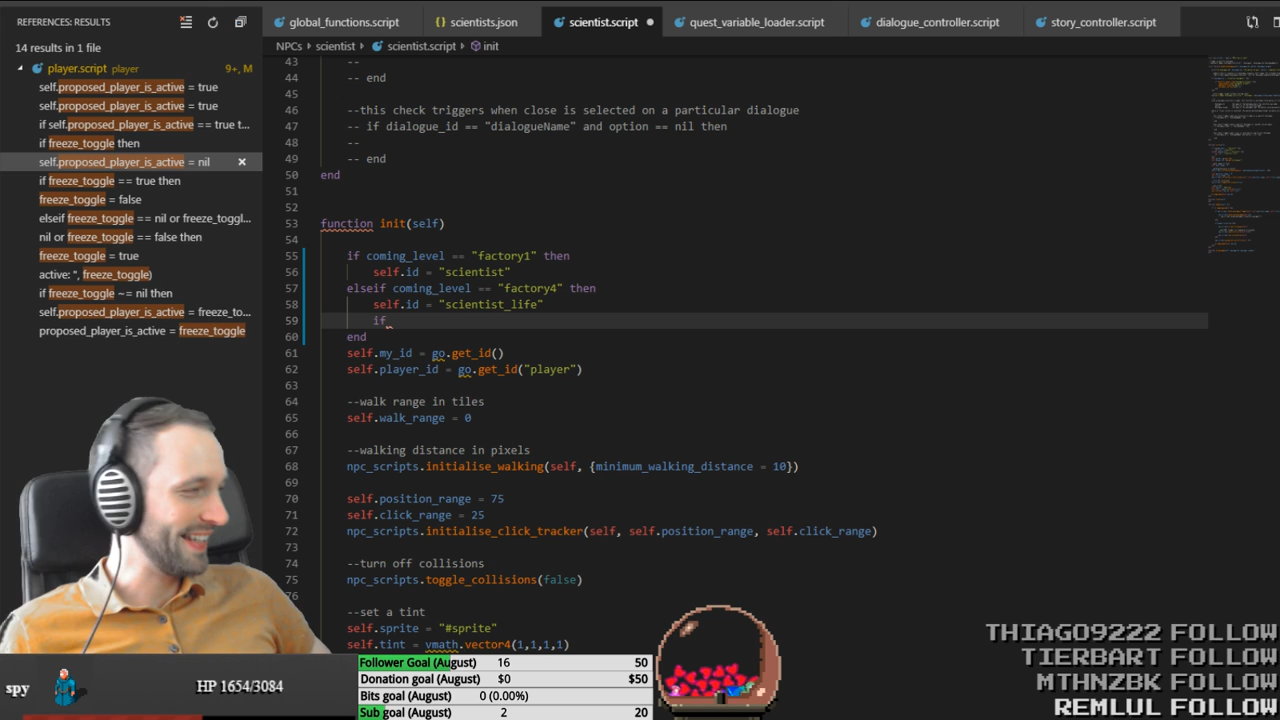 REFERENCES: RESULTS
14 results in 1 file
player.script player 9+, M
self.proposed_player_is_active = true
self.proposed_player_is_active = true
if self.proposed_player_is_active == true t...
if freeze_toggle then
self.proposed_player_is_active = nil
if freeze_toggle == true then
freeze_toggle = false
elseif freeze_toggle == nil or freeze_toggl...
nil or freeze_toggle == false then
freeze_toggle = true
active: ", freeze_toggle)
if freeze_toggle ~= nil then
self.proposed_player_is_active = freeze_to...
proposed_player_is_active = freeze_toggle
global_functions.script scientists.json scientist.script quest_variable_loader.script dialogue_controller.script story_controller.script
NPCs > scientist > scientist.script > init
43 --
44 -- end
45
46 --this check triggers when is selected on a particular dialogue
47 -- if dialogue_id == "dialogueName" and option == nil then
48 --
49 -- end
50 end
51
52
53 function init(self)
54
55 if coming_level == "factory1" then
56 self.id = "scientist"
57 elseif coming_level == "factory4" then
58 self.id = "scientist_life"
59 if
60 end
61 self.my_id = go.get_id()
62 self.player_id = go.get_id("player")
63
64 --walk range in tiles
65 self.walk_range = 0
66
67 --walking distance in pixels
68 npc_scripts.initialise_walking(self, {minimum_walking_distance = 10})
69
70 self.position_range = 75
71 self.click_range = 25
72 npc_scripts.initialise_click_tracker(self, self.position_range, self.click_range)
73
74 --turn off collisions
75 npc_scripts.toggle_collisions(false)
76
--set a tint
self.sprite = "#sprite"
self.tint = vmath.vector4(1,1,1,1)
spy HP 1654/3084
Follower Goal (August) 16 50
Donation goal (August) $0 $50
Bits goal (August) 0 (0.00%)
Sub goal (August) 2 20
THIAGO9222 FOLLOW
TIERBART FOLLOW
MTHNZBK FOLLOW
REMLUL FOLLOW